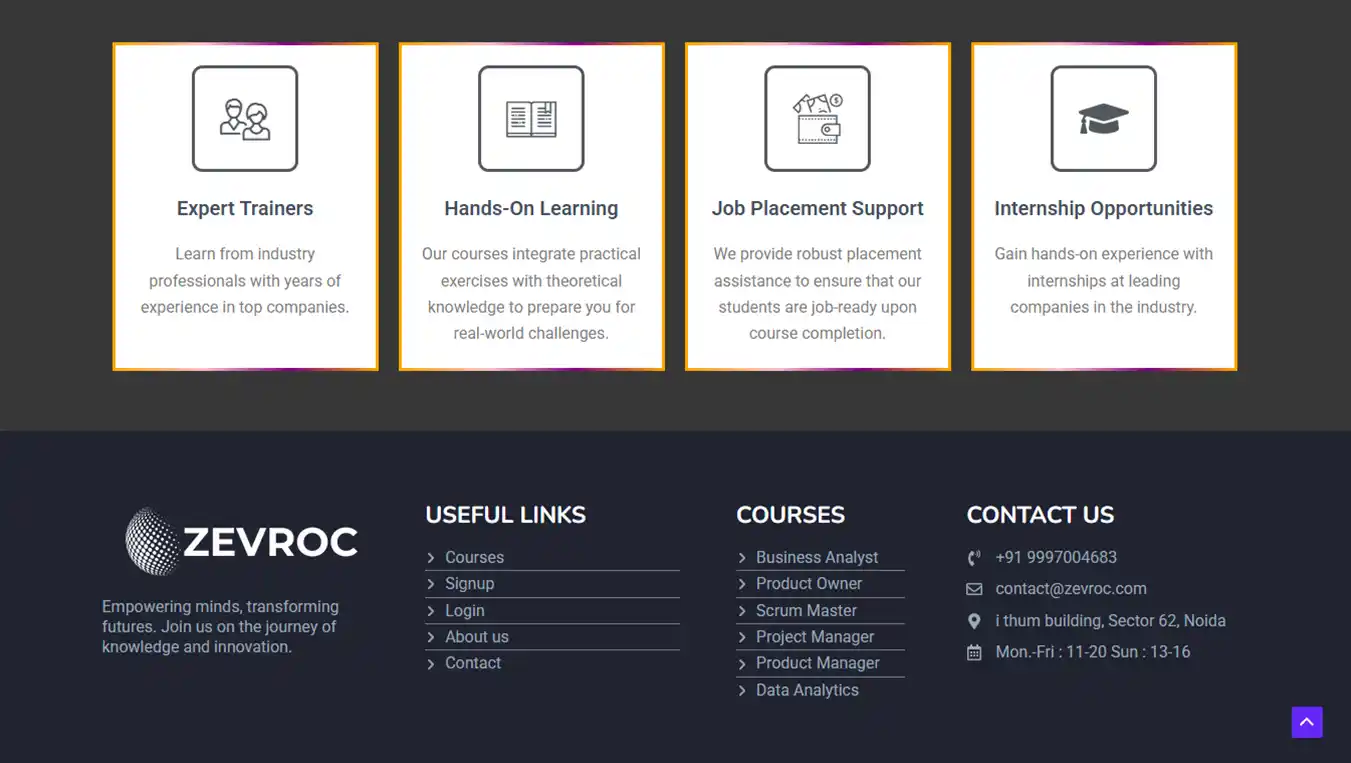 Expert Trainers
Learn from industry
professionals with years of
experience in top companies.
Hands-On Learning
Our courses integrate practical
exercises with theoretical
knowledge to prepare you for
real-world challenges.
Job Placement Support
We provide robust placement
assistance to ensure that our
students are job-ready upon
course completion.
Internship Opportunities
Gain hands-on experience with
internships at leading
companies in the industry.
ZEVROC
Empowering minds, transforming
futures. Join us on the journey of
knowledge and innovation.
USEFUL LINKS
Courses
Signup
Login
About us
Contact
COURSES
Business Analyst
Product Owner
Scrum Master
Project Manager
Product Manager
Data Analytics
CONTACT US
+91 9997004683
contact@zevroc.com
i thum building, Sector 62, Noida
Mon.-Fri : 11-20 Sun : 13-16